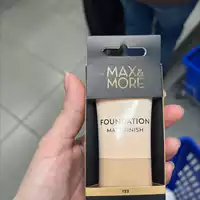 MAX &
MORE
FOUNDATION
MATT FINISH